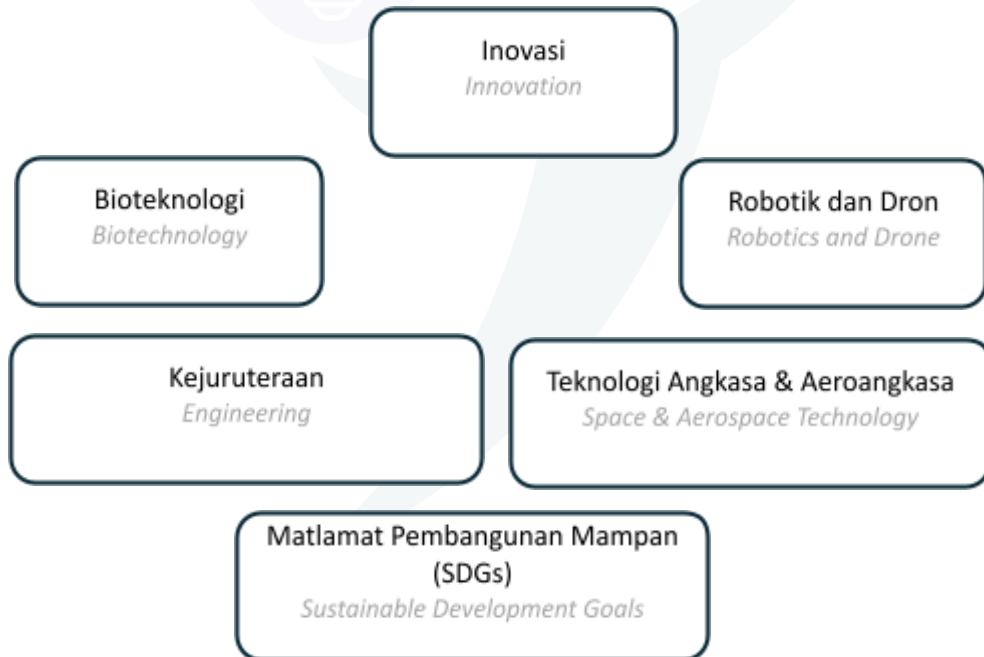 Inovasi
Innovation
Bioteknologi
Biotechnology
Robotik dan Dron
Robotics and Drone
Kejuruteraan
Engineering
Teknologi Angkasa & Aeroangkasa
Space & Aerospace Technology
Matlamat Pembangunan Mampan
(SDGs)
Sustainable Development Goals